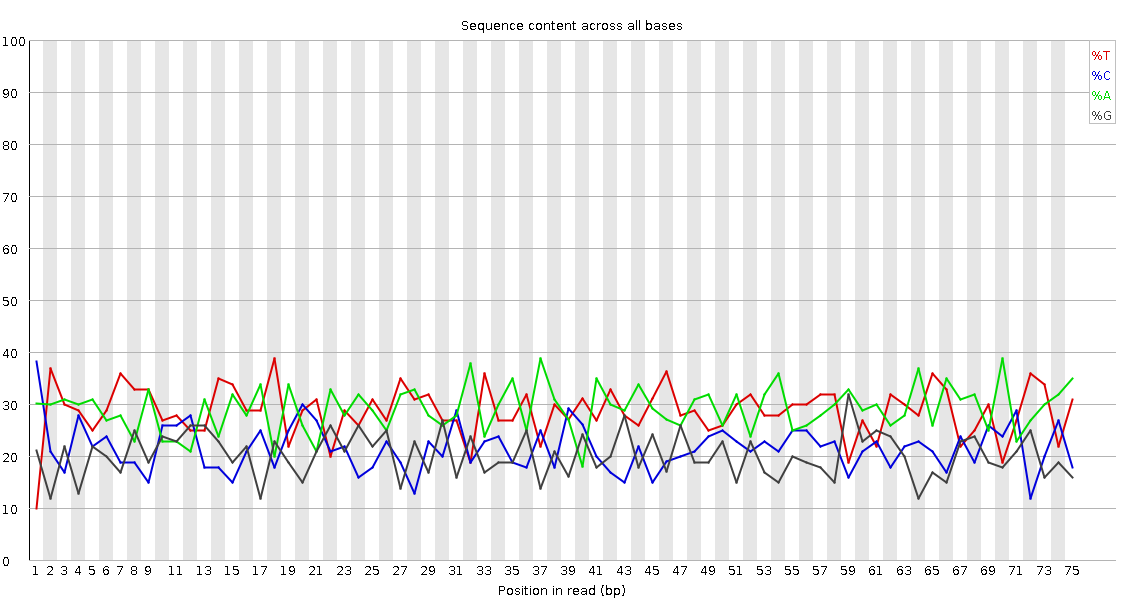 Sequence content across all bases
100
90
80
70
60
50
40
30
20
10
0
%T
%C
%A
%G
1 2 3 4 5 6 7 8 9 11 13 15 17 19 21 23 25 27 29 31 33 35 37 39 41 43 45 47 49 51 53 55 57 59 61 63 65 67 69 71 73 75
Position in read (bp)